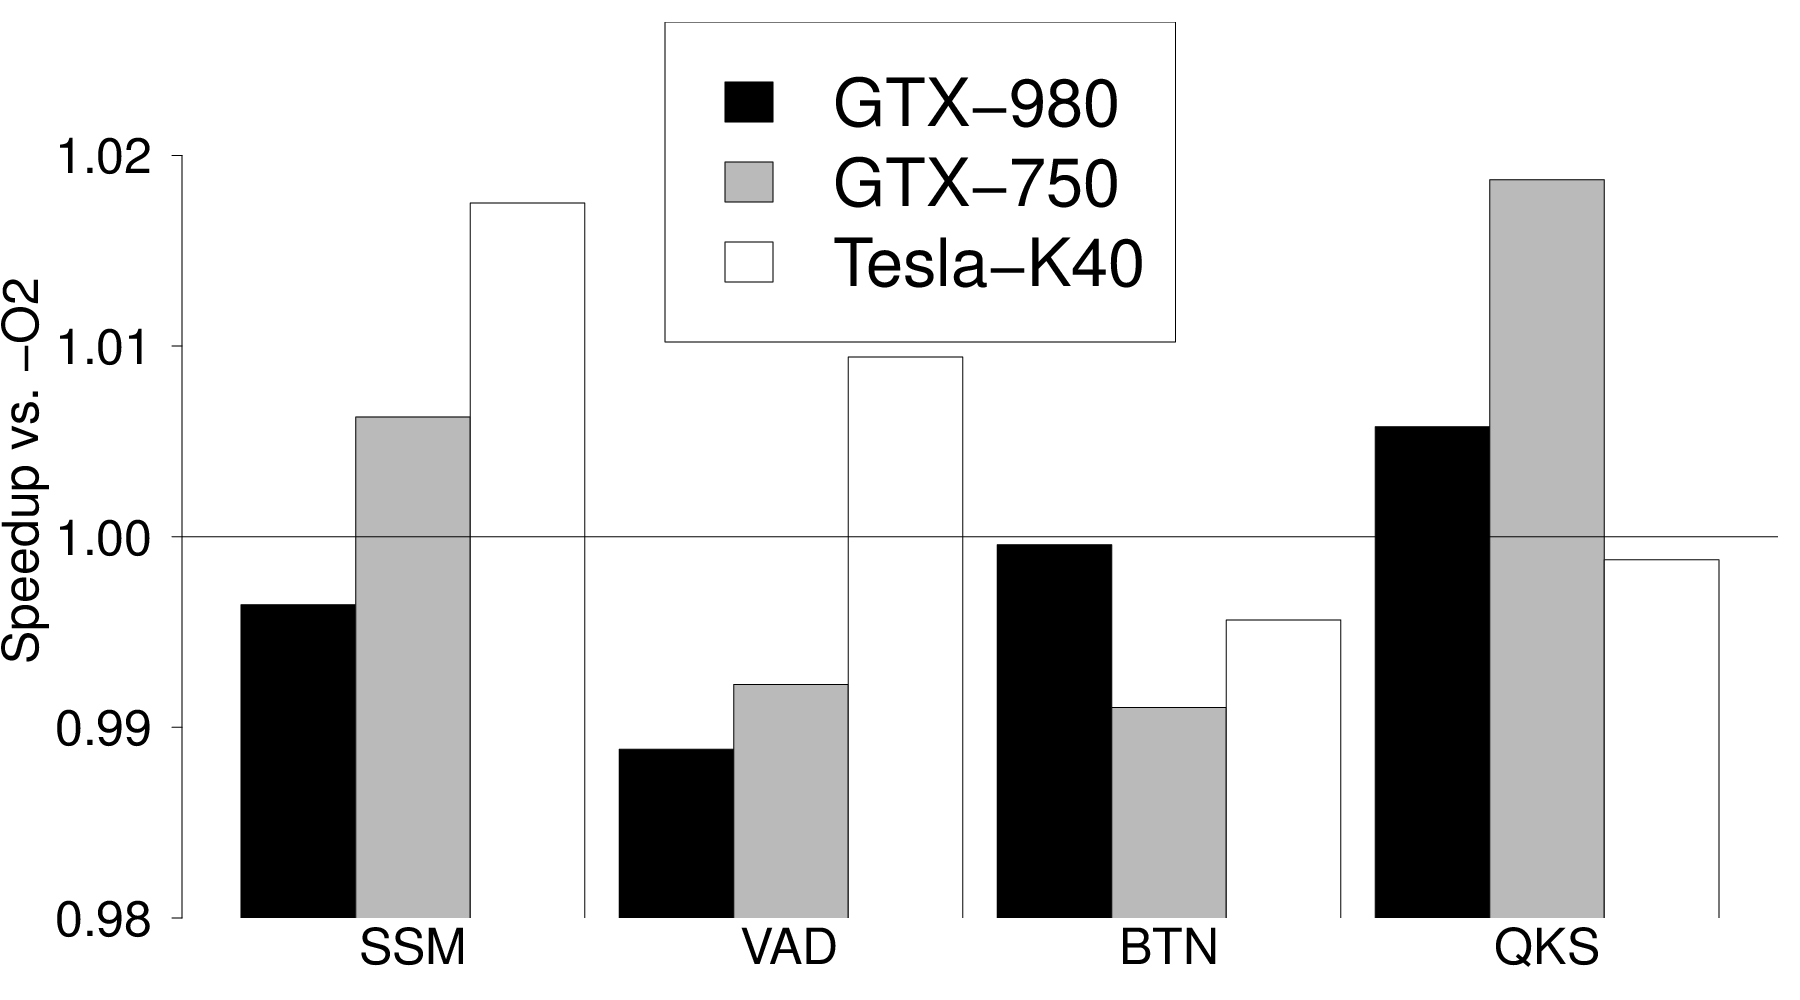 GTX−980
GTX−750
Tesla−K40
Speedup vs. −O2
1.02
1.01
1.00
0.99
0.98
SSM
VAD
BTN
QKS